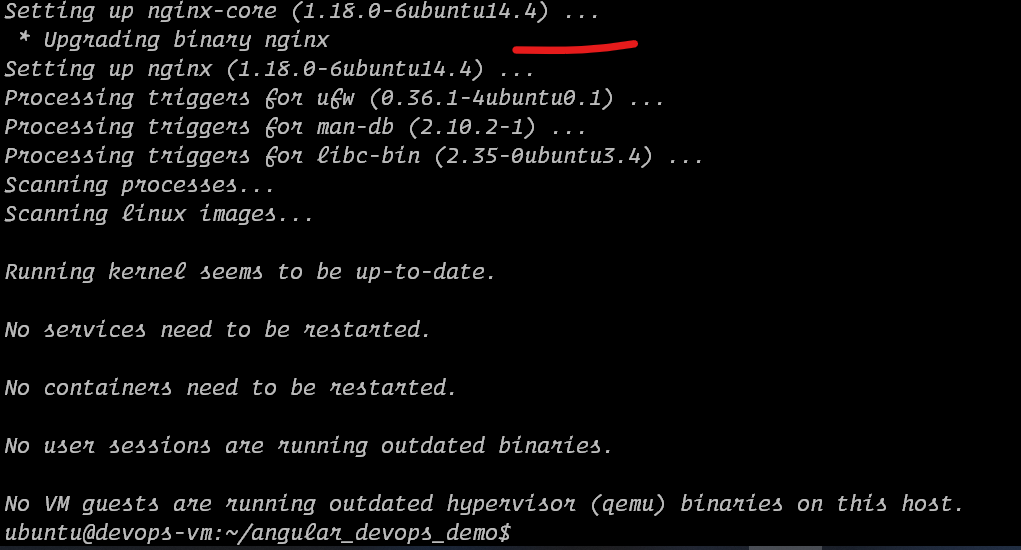 Setting up nginx-core (1.18.0-6ubuntu14.4) ...
 * Upgrading binary nginx
Setting up nginx (1.18.0-6ubuntu14.4) ...
Processing triggers for ufw (0.36.1-4ubuntu0.1) ...
Processing triggers for man-db (2.10.2-1) ...
Processing triggers for libc-bin (2.35-0ubuntu3.4) ...
Scanning processes...
Scanning linux images...
Running kernel seems to be up-to-date.
No services need to be restarted.
No containers need to be restarted.
No user sessions are running outdated binaries.
No VM guests are running outdated hypervisor (qemu) binaries on this host.
ubuntu@devops-vm:~/angular_devops_demo$